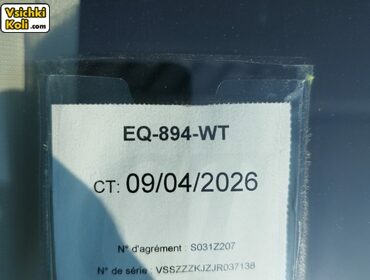 Vsichki
Koli .com
EQ-894-WT
CT: 09/04/2026
N° d'agrément : S031Z207
N° de série : VSSZZZKJZJR037138